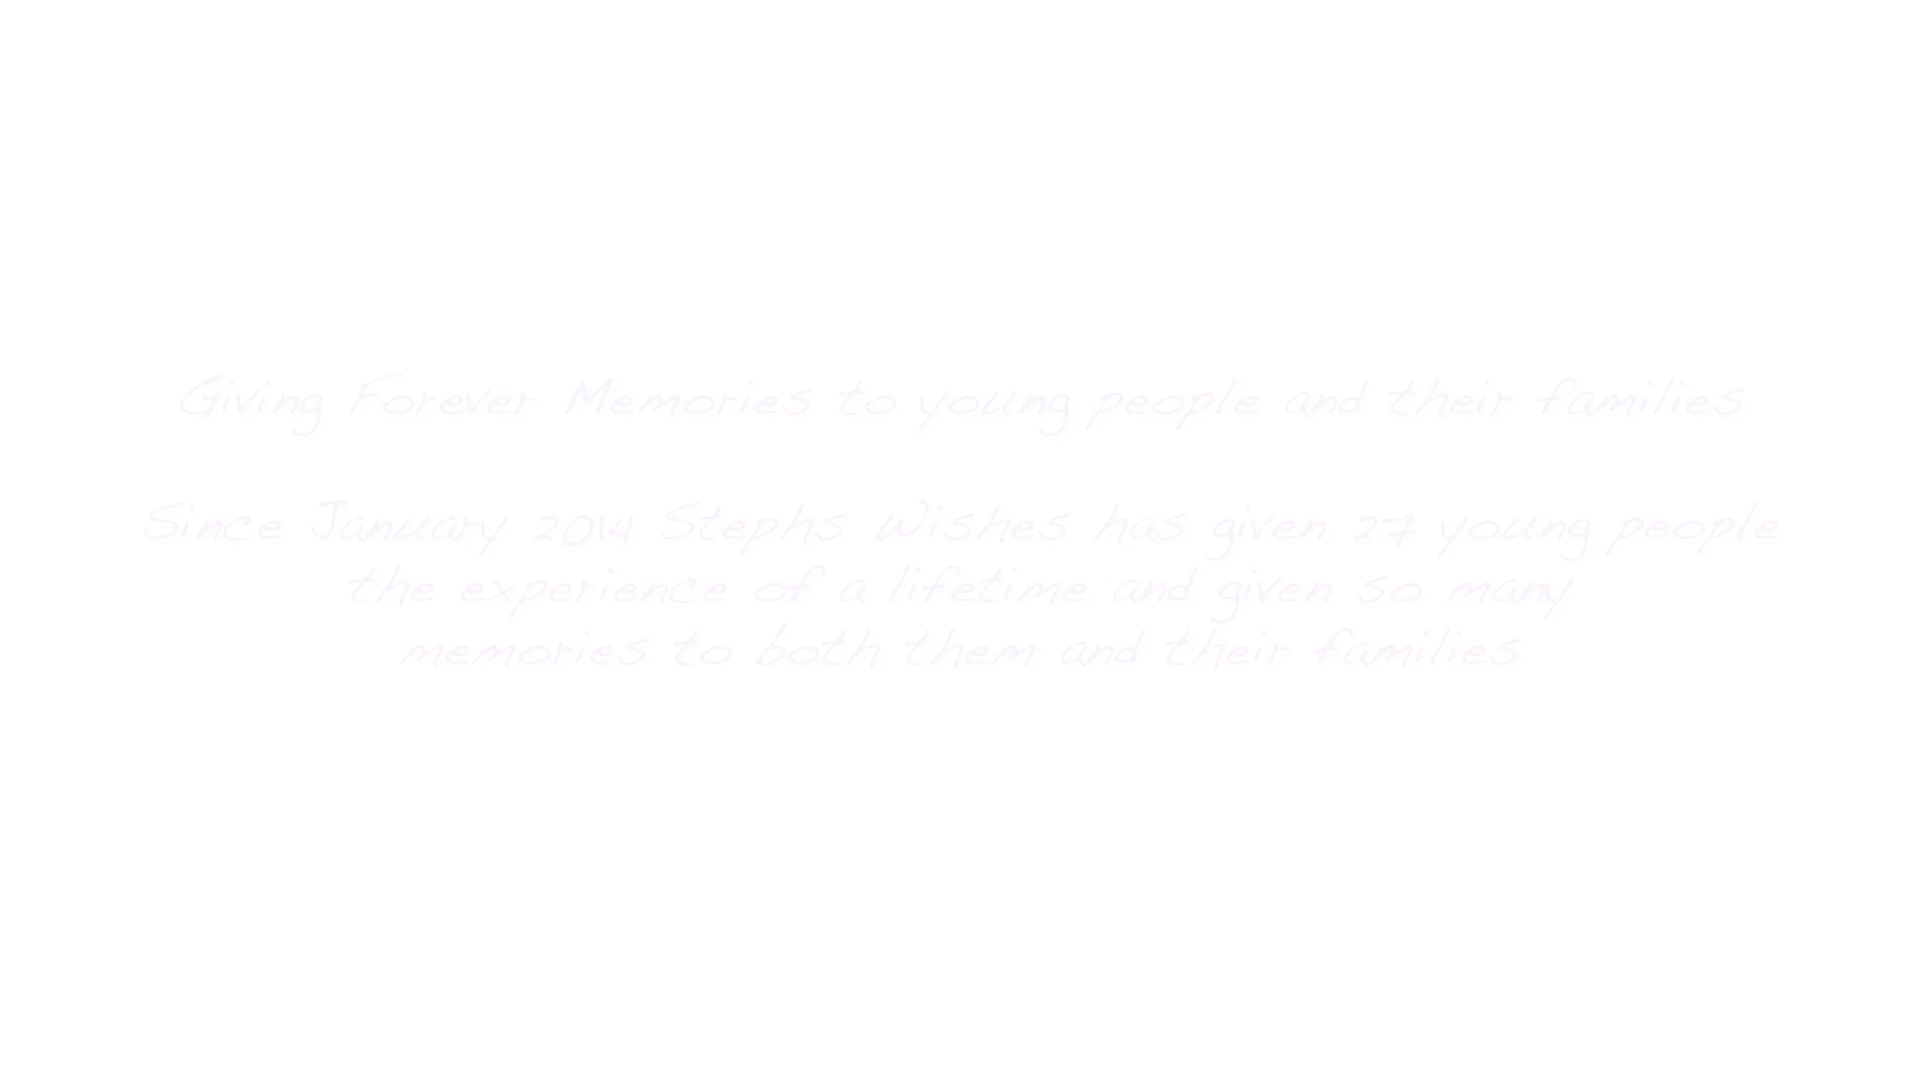 Giving Forever Memories to young people and their families
Since January 2014 Stephs Wishes has given 27 young people
the experience of a lifetime and given so many
memories to both them and their families